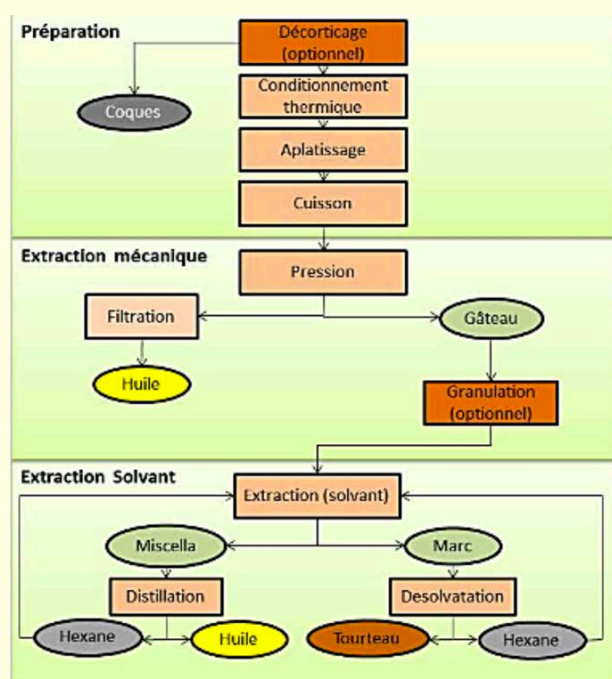 Préparation
Décorticage
(optionnel)
Coques
Conditionnement
thermique
Aplatissage
Cuisson
Extraction mécanique
Pression
Filtration
Gâteau
Huile
Granulation
(optionnel)
Extraction Solvant
Extraction (solvant)
Miscella
Marc
Distillation
Desolvatation
Hexane
Huile
Tourteau
Hexane